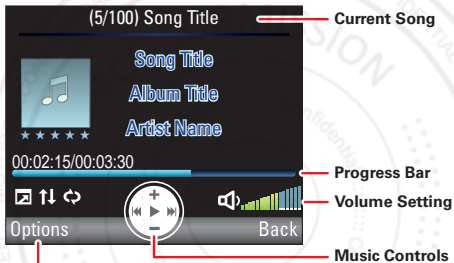 (5/100) Song Title
Current Song
Song Title
Album Title
Artist Name
00:02:15/00:03:30
Progress Bar
Volume Setting
Options
Back
Music Controls